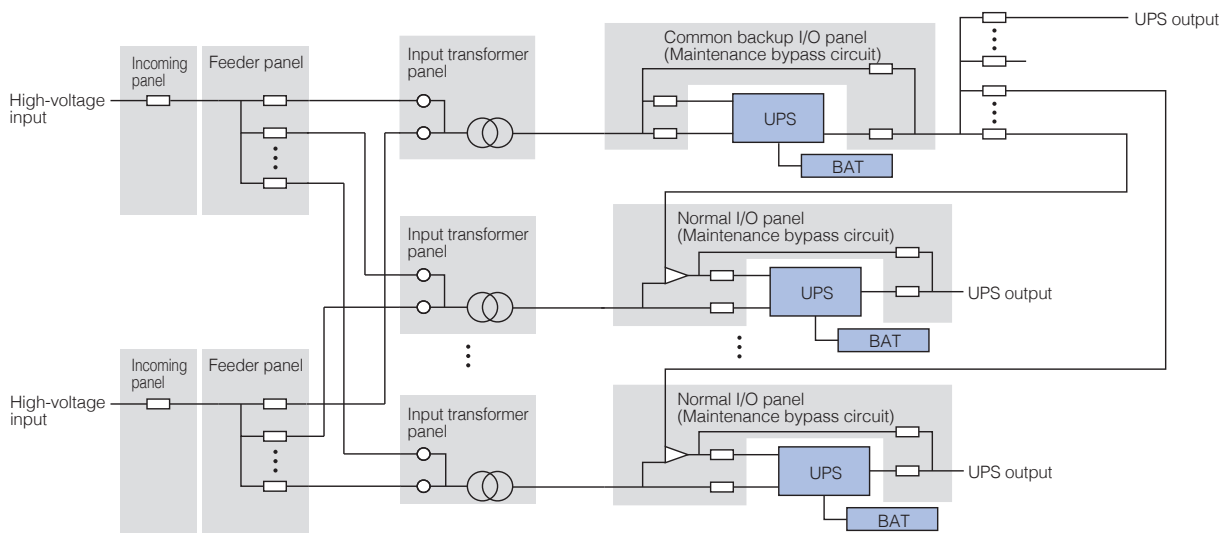 UPS output
Common backup I/O panel
(Maintenance bypass circuit)
Incoming
panel
Feeder panel
Input transformer
panel
High-voltage
input
UPS
BAT
Input transformer
panel
Normal I/O panel
(Maintenance bypass circuit)
UPS
UPS output
BAT
Incoming
panel
Feeder panel
High-voltage
input
Input transformer
panel
Normal I/O panel
(Maintenance bypass circuit)
UPS
UPS output
BAT